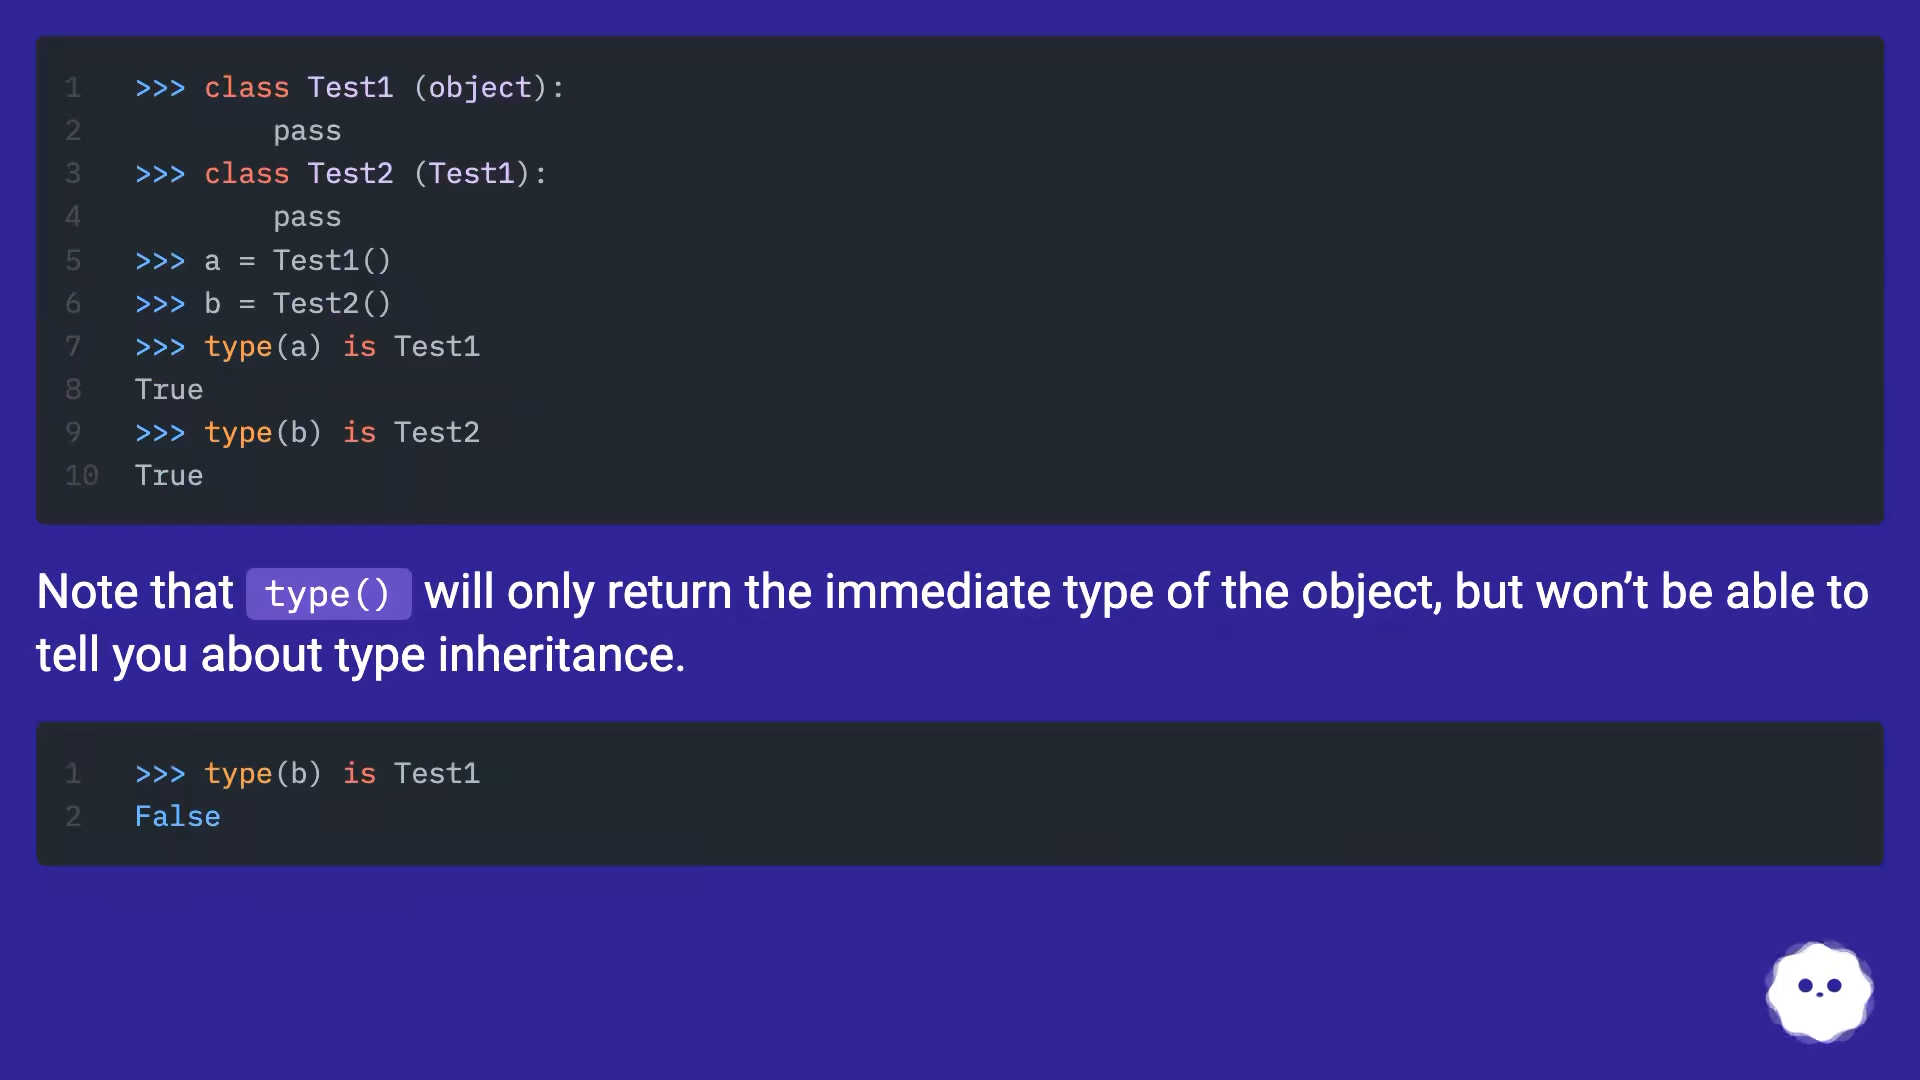 1 >>> class Test1 (object):
2 pass
3 >>> class Test2 (Test1):
4 pass
5 >>> a = Test1()
6 >>> b = Test2()
7 >>> type(a) is Test1
8 True
9 >>> type(b) is Test2
10 True
Note that type() will only return the immediate type of the object, but won’t be able to
tell you about type inheritance.
1 >>> type(b) is Test1
2 False